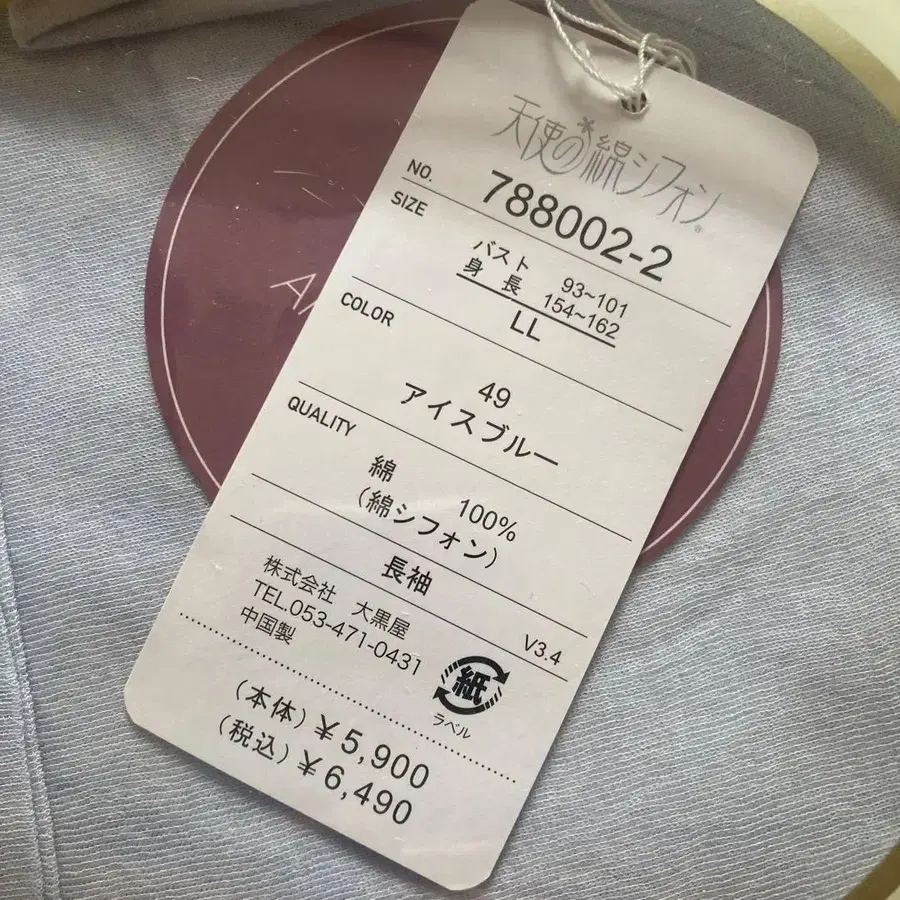 天使の綿シフォン®
NO. 788002-2
SIZE
バスト 93~101
身長 154~162
LL
COLOR
49
アイスブルー
QUALITY
綿 100%
(綿シフォン)
長袖
株式会社 大黒屋
TEL.053-471-0431
中国製
V3.4
紙
ラベル
(本体)¥5,900
(税込)¥6,490